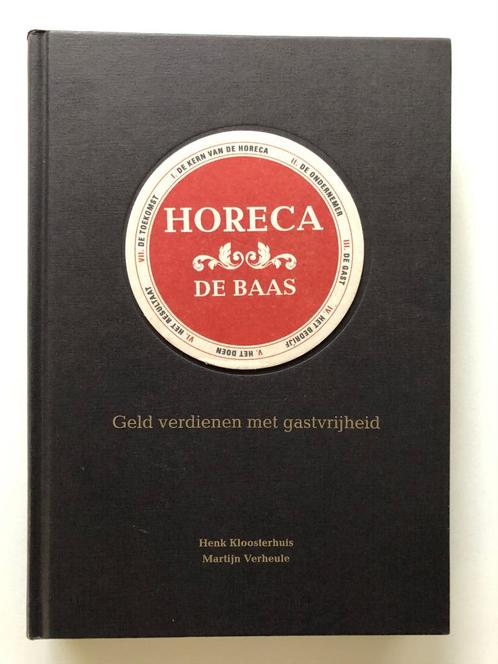 I. DE KERN VAN DE HORECA
II. DE ONDERNEMER
III. DE GAST
IV. HET BEDRIJF
V. HET DOEN
VI. HET RESULTAAT
VII. DE TOEKOMST
HORECA
DE BAAS
Geld verdienen met gastvrijheid
Henk Kloosterhuis
Martijn Verheule